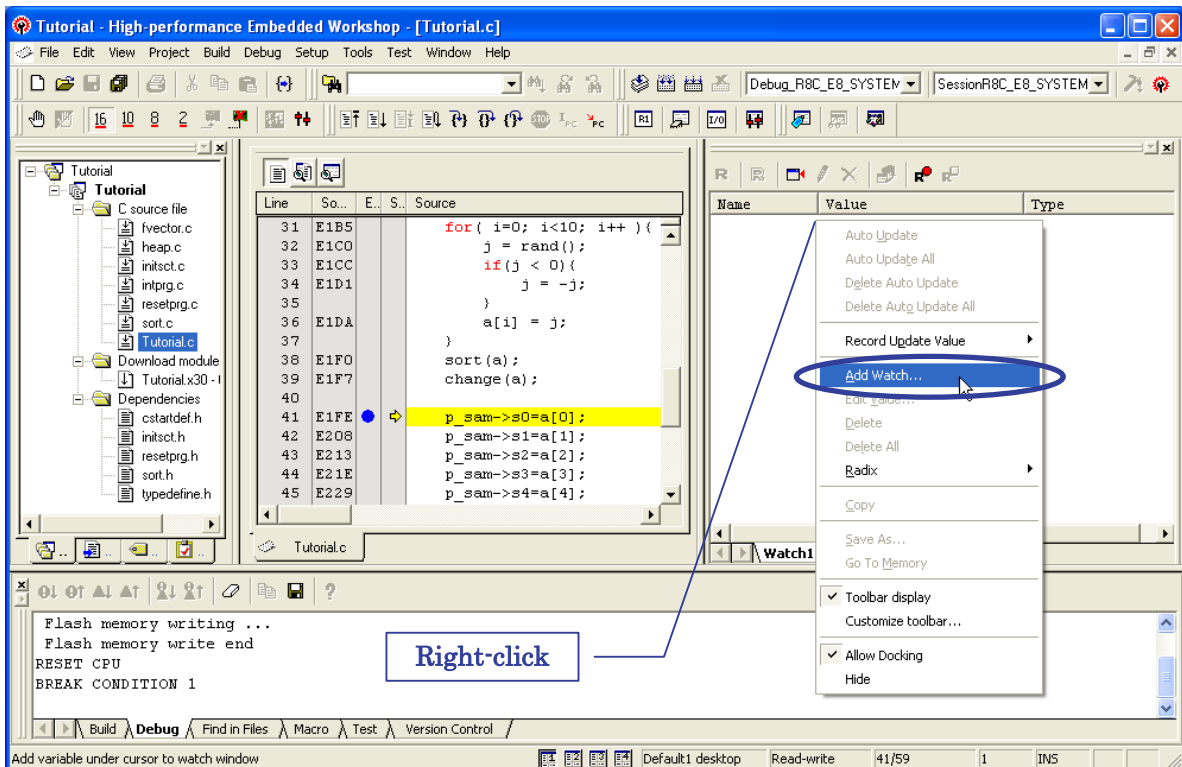 Tutorial - High-performance Embedded Workshop - [Tutorial.c]
File Edit View Project Build Debug Setup Tools Test Window Help
Debug_R8C_E8_SYSTEM SessionR8C_E8_SYSTEM
16 10 8 2
Tutorial
Tutorial
C source file
fvector.c
heap.c
initsct.c
intprg.c
resetprg.c
sort.c
Tutorial.c
Download module
Tutorial.x30 -
Dependencies
cstartdef.h
initsct.h
resetprg.h
sort.h
typedefine.h
Line So... E.. S.. Source
31 E1B5 for( i=0; i<10; i++ ){
32 E1C0 j = rand();
33 E1CC if(j < 0){
34 E1D1 j = -j;
35 }
36 E1DA a[i] = j;
37 }
38 E1F0 sort(a);
39 E1F7 change(a);
40
41 E1FE p_sam->s0=a[0];
42 E208 p_sam->s1=a[1];
43 E213 p_sam->s2=a[2];
44 E21E p_sam->s3=a[3];
45 E229 p_sam->s4=a[4];
Tutorial.c
Name Value Type
Auto Update
Auto Update All
Delete Auto Update
Delete Auto Update All
Record Update Value
Add Watch...
Edit Value...
Delete
Delete All
Radix
Copy
Save As...
Go To Memory
Toolbar display
Customize toolbar...
Allow Docking
Hide
Watch1
Flash memory writing ...
Flash memory write end
RESET CPU
BREAK CONDITION 1
Right-click
Build Debug Find in Files Macro Test Version Control
Add variable under cursor to watch window Default1 desktop Read-write 41/59 1 INS